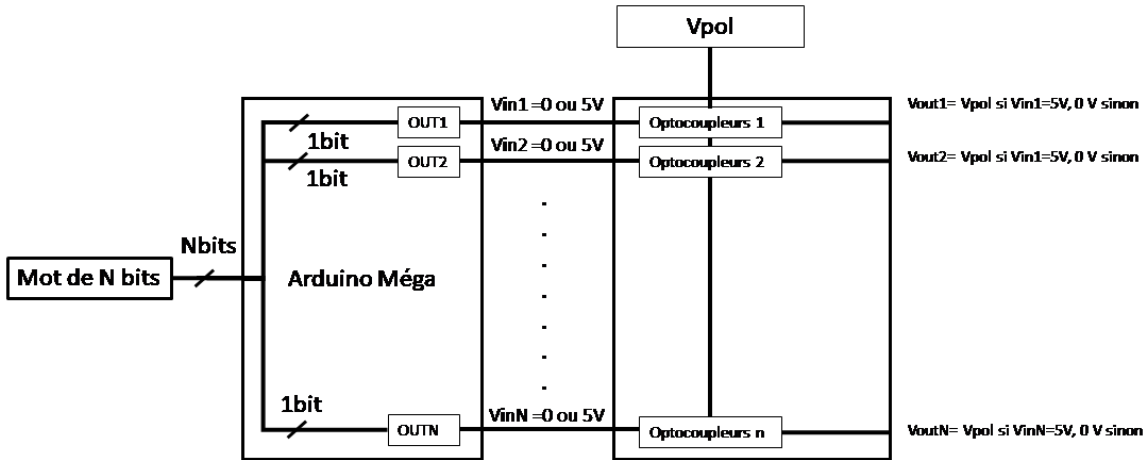 Vpol
Vin1 =0 ou 5V
Vout1= Vpol si Vin1=5V, 0 V sinon
OUT1
Optocoupleurs 1
1bit
Vin2 =0 ou 5V
OUT2
Optocoupleurs 2
Vout2= Vpol si Vin1=5V, 0 V sinon
1bit
Nbits
Mot de N bits
Arduino Méga
1bit
VinN =0 ou 5V
OUTN
Optocoupleurs n
VoutN= Vpol si VinN=5V, 0 V sinon